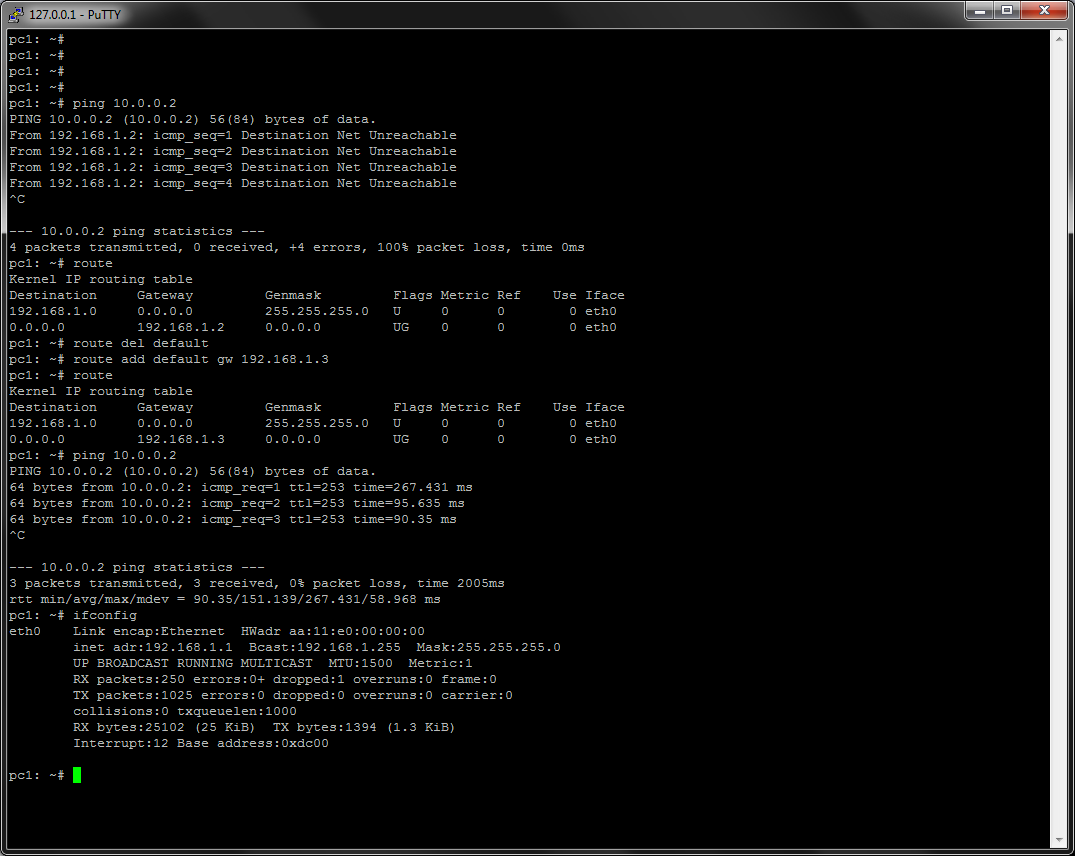 127.0.0.1 - PuTTY
pc1: ~#
pc1: ~#
pc1: ~#
pc1: ~#
pc1: ~# ping 10.0.0.2
PING 10.0.0.2 (10.0.0.2) 56(84) bytes of data.
From 192.168.1.2: icmp_seq=1 Destination Net Unreachable
From 192.168.1.2: icmp_seq=2 Destination Net Unreachable
From 192.168.1.2: icmp_seq=3 Destination Net Unreachable
From 192.168.1.2: icmp_seq=4 Destination Net Unreachable
^C
--- 10.0.0.2 ping statistics ---
4 packets transmitted, 0 received, +4 errors, 100% packet loss, time 0ms
pc1: ~# route
Kernel IP routing table
Destination     Gateway         Genmask         Flags Metric Ref    Use Iface
192.168.1.0     0.0.0.0         255.255.255.0   U     0      0        0 eth0
0.0.0.0         192.168.1.2     0.0.0.0         UG    0      0        0 eth0
pc1: ~# route del default
pc1: ~# route add default gw 192.168.1.3
pc1: ~# route
Kernel IP routing table
Destination     Gateway         Genmask         Flags Metric Ref    Use Iface
192.168.1.0     0.0.0.0         255.255.255.0   U     0      0        0 eth0
0.0.0.0         192.168.1.3     0.0.0.0         UG    0      0        0 eth0
pc1: ~# ping 10.0.0.2
PING 10.0.0.2 (10.0.0.2) 56(84) bytes of data.
64 bytes from 10.0.0.2: icmp_req=1 ttl=253 time=267.431 ms
64 bytes from 10.0.0.2: icmp_req=2 ttl=253 time=95.635 ms
64 bytes from 10.0.0.2: icmp_req=3 ttl=253 time=90.35 ms
^C
--- 10.0.0.2 ping statistics ---
3 packets transmitted, 3 received, 0% packet loss, time 2005ms
rtt min/avg/max/mdev = 90.35/151.139/267.431/58.968 ms
pc1: ~# ifconfig
eth0    Link encap:Ethernet  HWadr aa:11:e0:00:00:00
        inet adr:192.168.1.1  Bcast:192.168.1.255  Mask:255.255.255.0
        UP BROADCAST RUNNING MULTICAST  MTU:1500  Metric:1
        RX packets:250 errors:0+ dropped:1 overruns:0 frame:0
        TX packets:1025 errors:0 dropped:0 overruns:0 carrier:0
        collisions:0 txqueuelen:1000
        RX bytes:25102 (25 KiB)  TX bytes:1394 (1.3 KiB)
        Interrupt:12 Base address:0xdc00
pc1: ~#